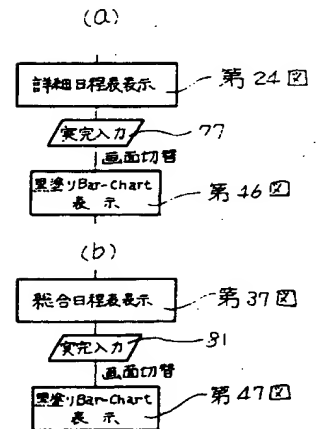 (a)
詳細日程表表示
第24図
実完入力
77
画面切替
黒塗りBar-Chart
表示
第46図
(b)
総合日程表表示
第37図
実完入力
81
画面切替
黒塗りBar-Chart
表示
第47図